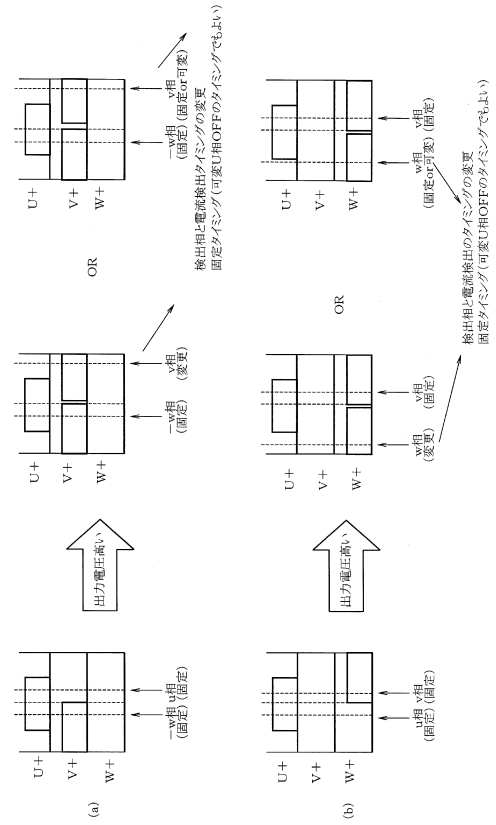 (a)
U+
V+
W+
−w相 u相
(固定)(固定)
出力電圧高い
U+
V+
W+
−w相
(固定)
v相
(変更)
OR
U+
V+
W+
−w相 v相
(固定)(固定or可変)
検出相と電流検出タイミングの変更
固定タイミング(可変U相OFFのタイミングでもよい)
(b)
U+
V+
W+
u相 v相
(固定)(固定)
出力電圧高い
U+
V+
W+
w相
(変更)
v相
(固定)
OR
U+
V+
W+
w相
(固定or可変)
v相
(固定)
検出相と電流検出のタイミングの変更
固定タイミング(可変U相OFFのタイミングでもよい)